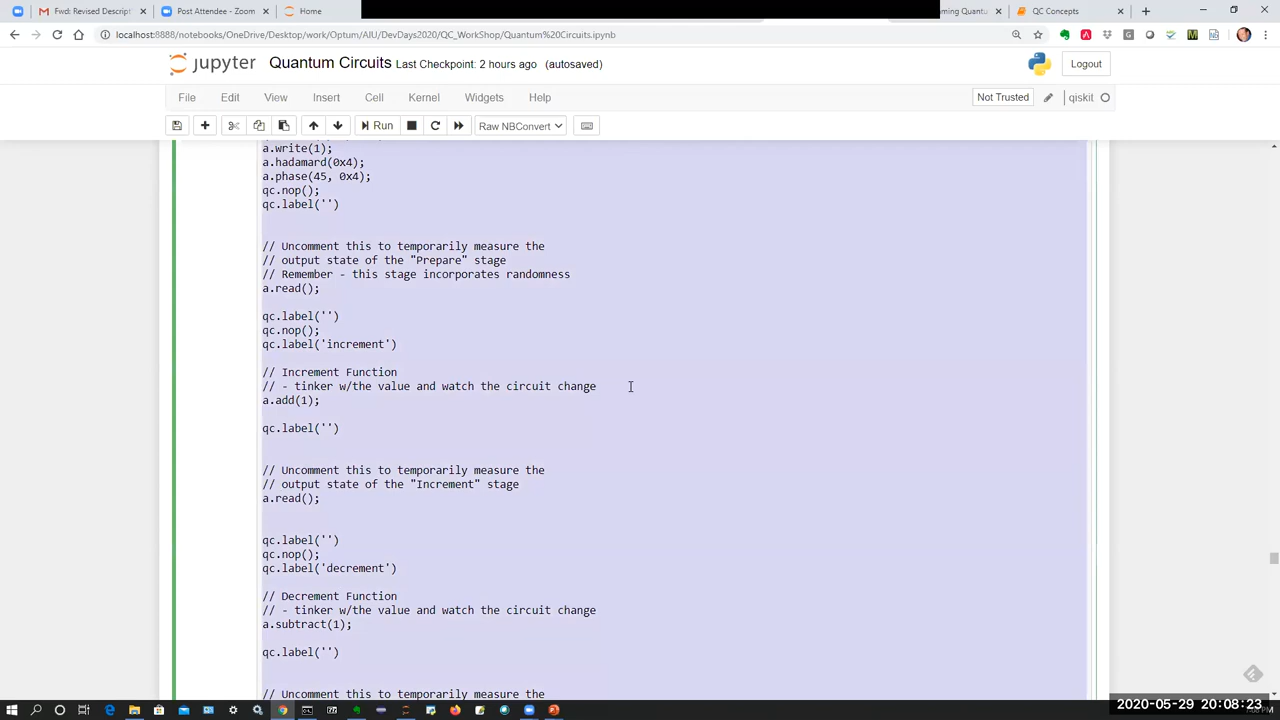 Fwd: Revised Descript
Post Attendee - Zoom
Home
ming Quantum
QC Concepts
localhost:8888/notebooks/OneDrive/Desktop/work/Optum/AIU/DevDays2020/QC_WorkShop/Quantum%20Circuits.ipynb
jupyter Quantum Circuits Last Checkpoint: 2 hours ago (autosaved)
Logout
File Edit View Insert Cell Kernel Widgets Help
Not Trusted
qiskit
Run
Raw NBConvert
a.write(1);
a.hadamard(0x4);
a.phase(45, 0x4);
qc.nop();
qc.label('')
// Uncomment this to temporarily measure the
// output state of the "Prepare" stage
// Remember - this stage incorporates randomness
a.read();
qc.label('')
qc.nop();
qc.label('increment')
// Increment Function
// - tinker w/the value and watch the circuit change
a.add(1);
qc.label('')
// Uncomment this to temporarily measure the
// output state of the "Increment" stage
a.read();
qc.label('')
qc.nop();
qc.label('decrement')
// Decrement Function
// - tinker w/the value and watch the circuit change
a.subtract(1);
qc.label('')
// Uncomment this to temporarily measure the
2020-05-29 20:08:23